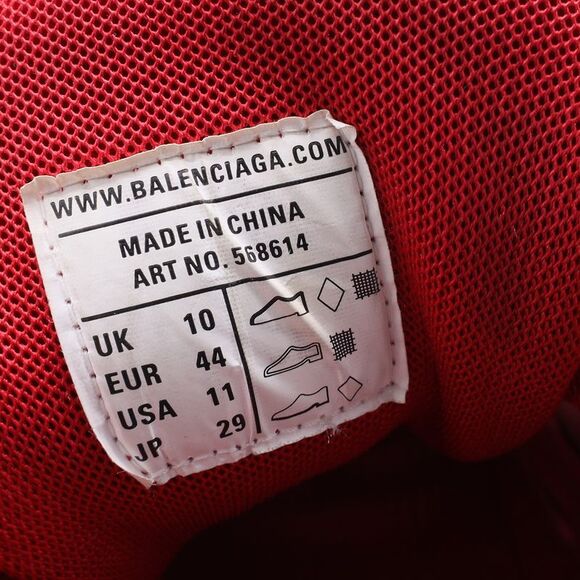 WWW.BALENCIAGA.COM
MADE IN CHINA
ART NO. 568614
UK 10
EUR 44
USA 11
JP 29